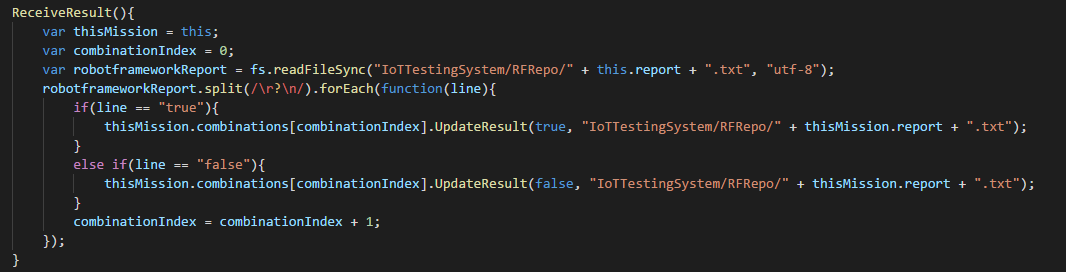 ReceiveResult(){
    var thisMission = this;
    var combinationIndex = 0;
    var robotframeworkReport = fs.readFileSync("IoTTestingSystem/RFRepo/" + this.report + ".txt", "utf-8");
    robotframeworkReport.split(/\r?\n/).forEach(function(line){
        if(line == "true"){
            thisMission.combinations[combinationIndex].UpdateResult(true, "IoTTestingSystem/RFRepo/" + thisMission.report + ".txt");
        }
        else if(line == "false"){
            thisMission.combinations[combinationIndex].UpdateResult(false, "IoTTestingSystem/RFRepo/" + thisMission.report + ".txt");
        }
        combinationIndex = combinationIndex + 1;
    });
}